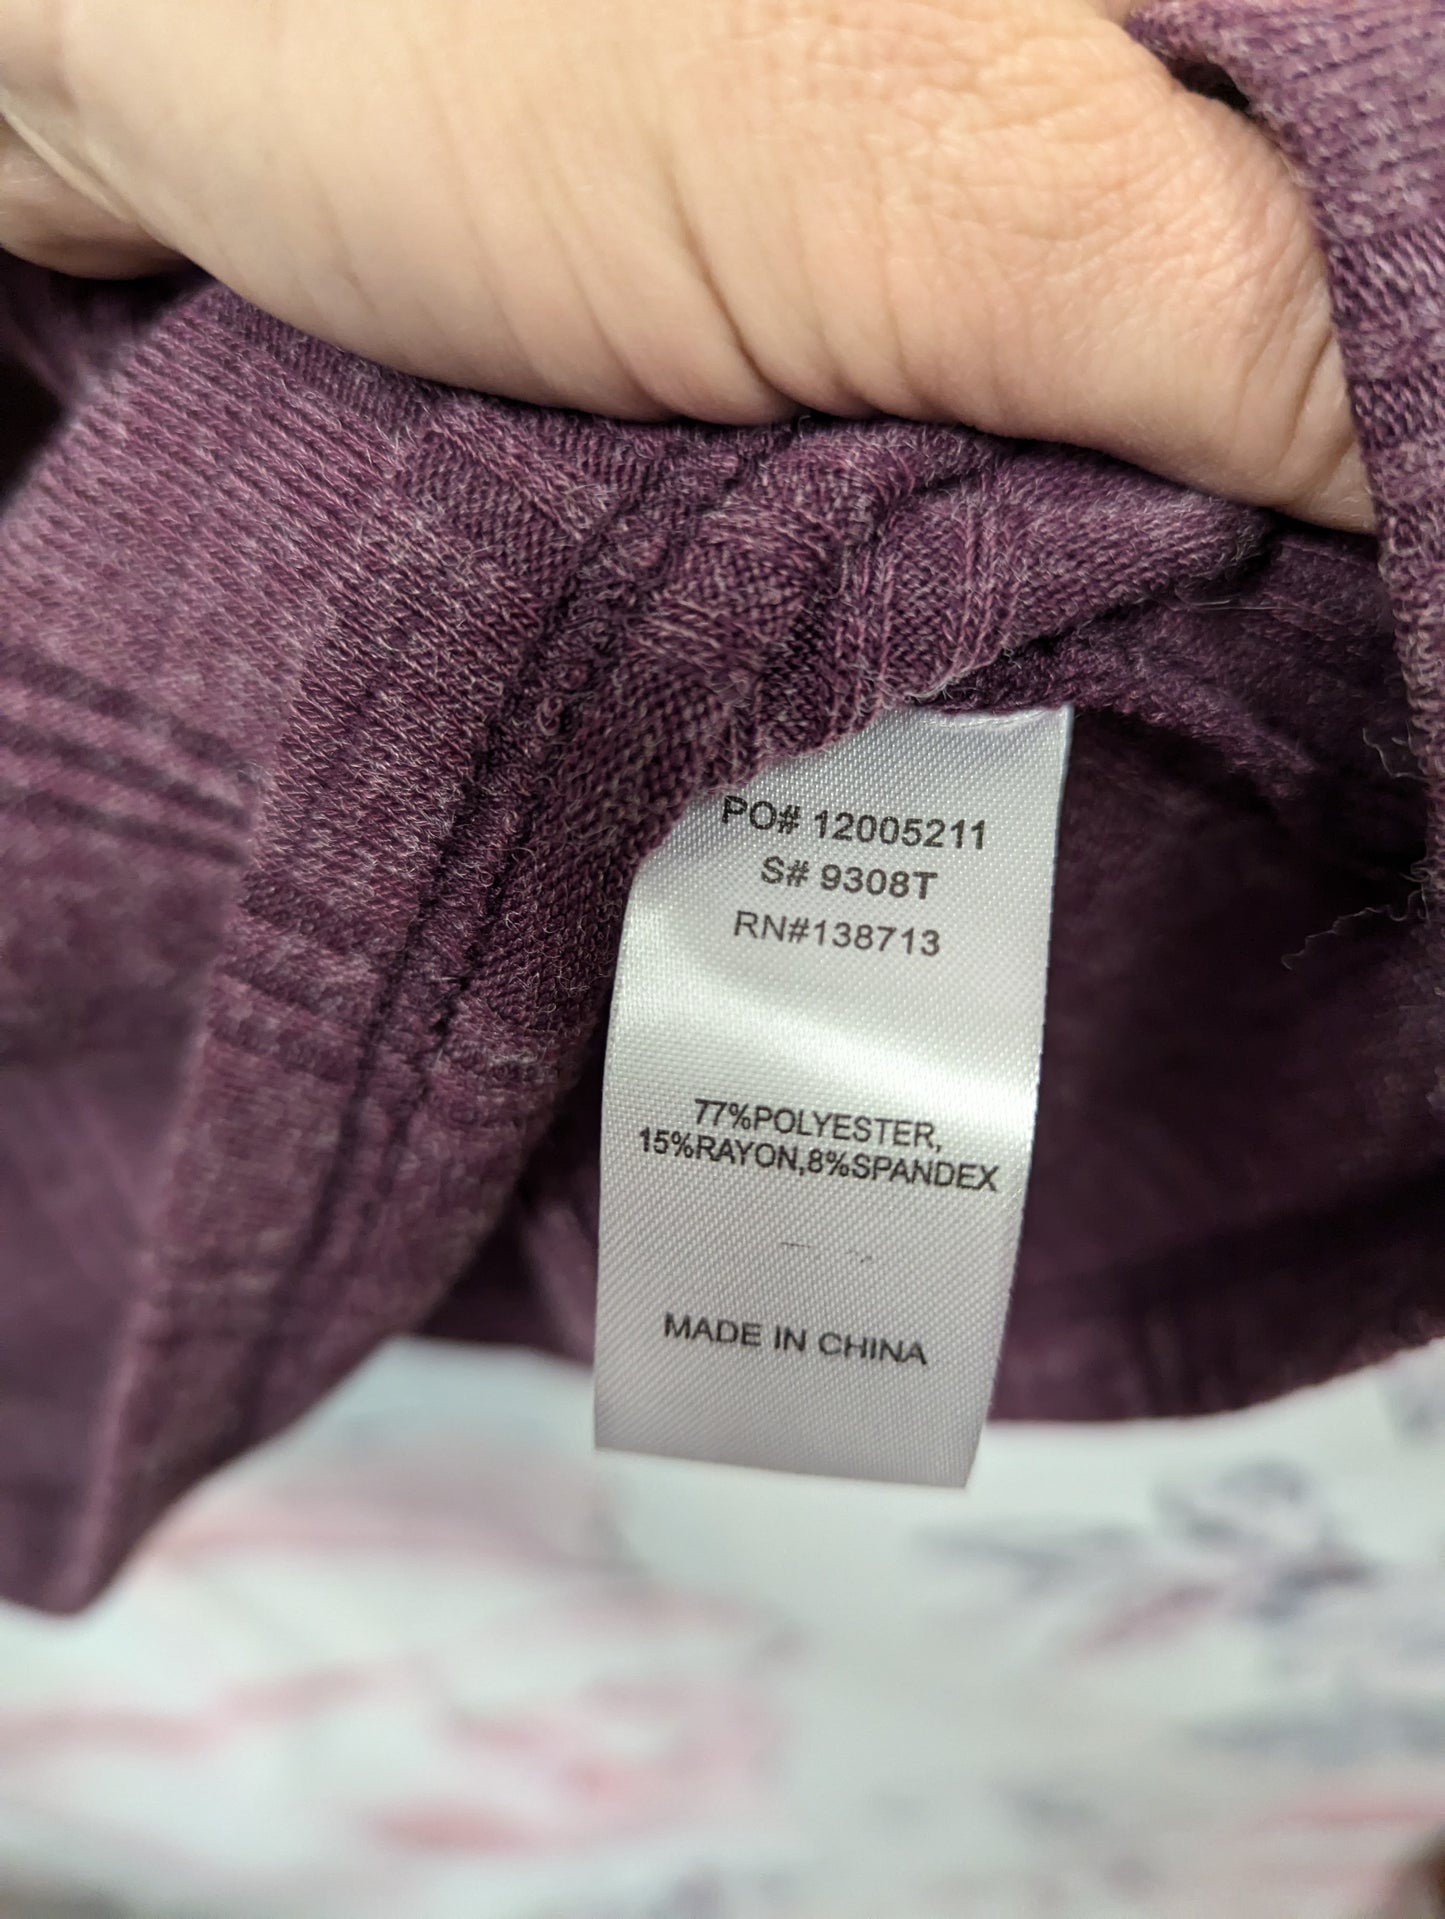 PO# 12005211
S# 9308T
RN#138713
77%POLYESTER,
15%RAYON,8%SPANDEX
MADE IN CHINA